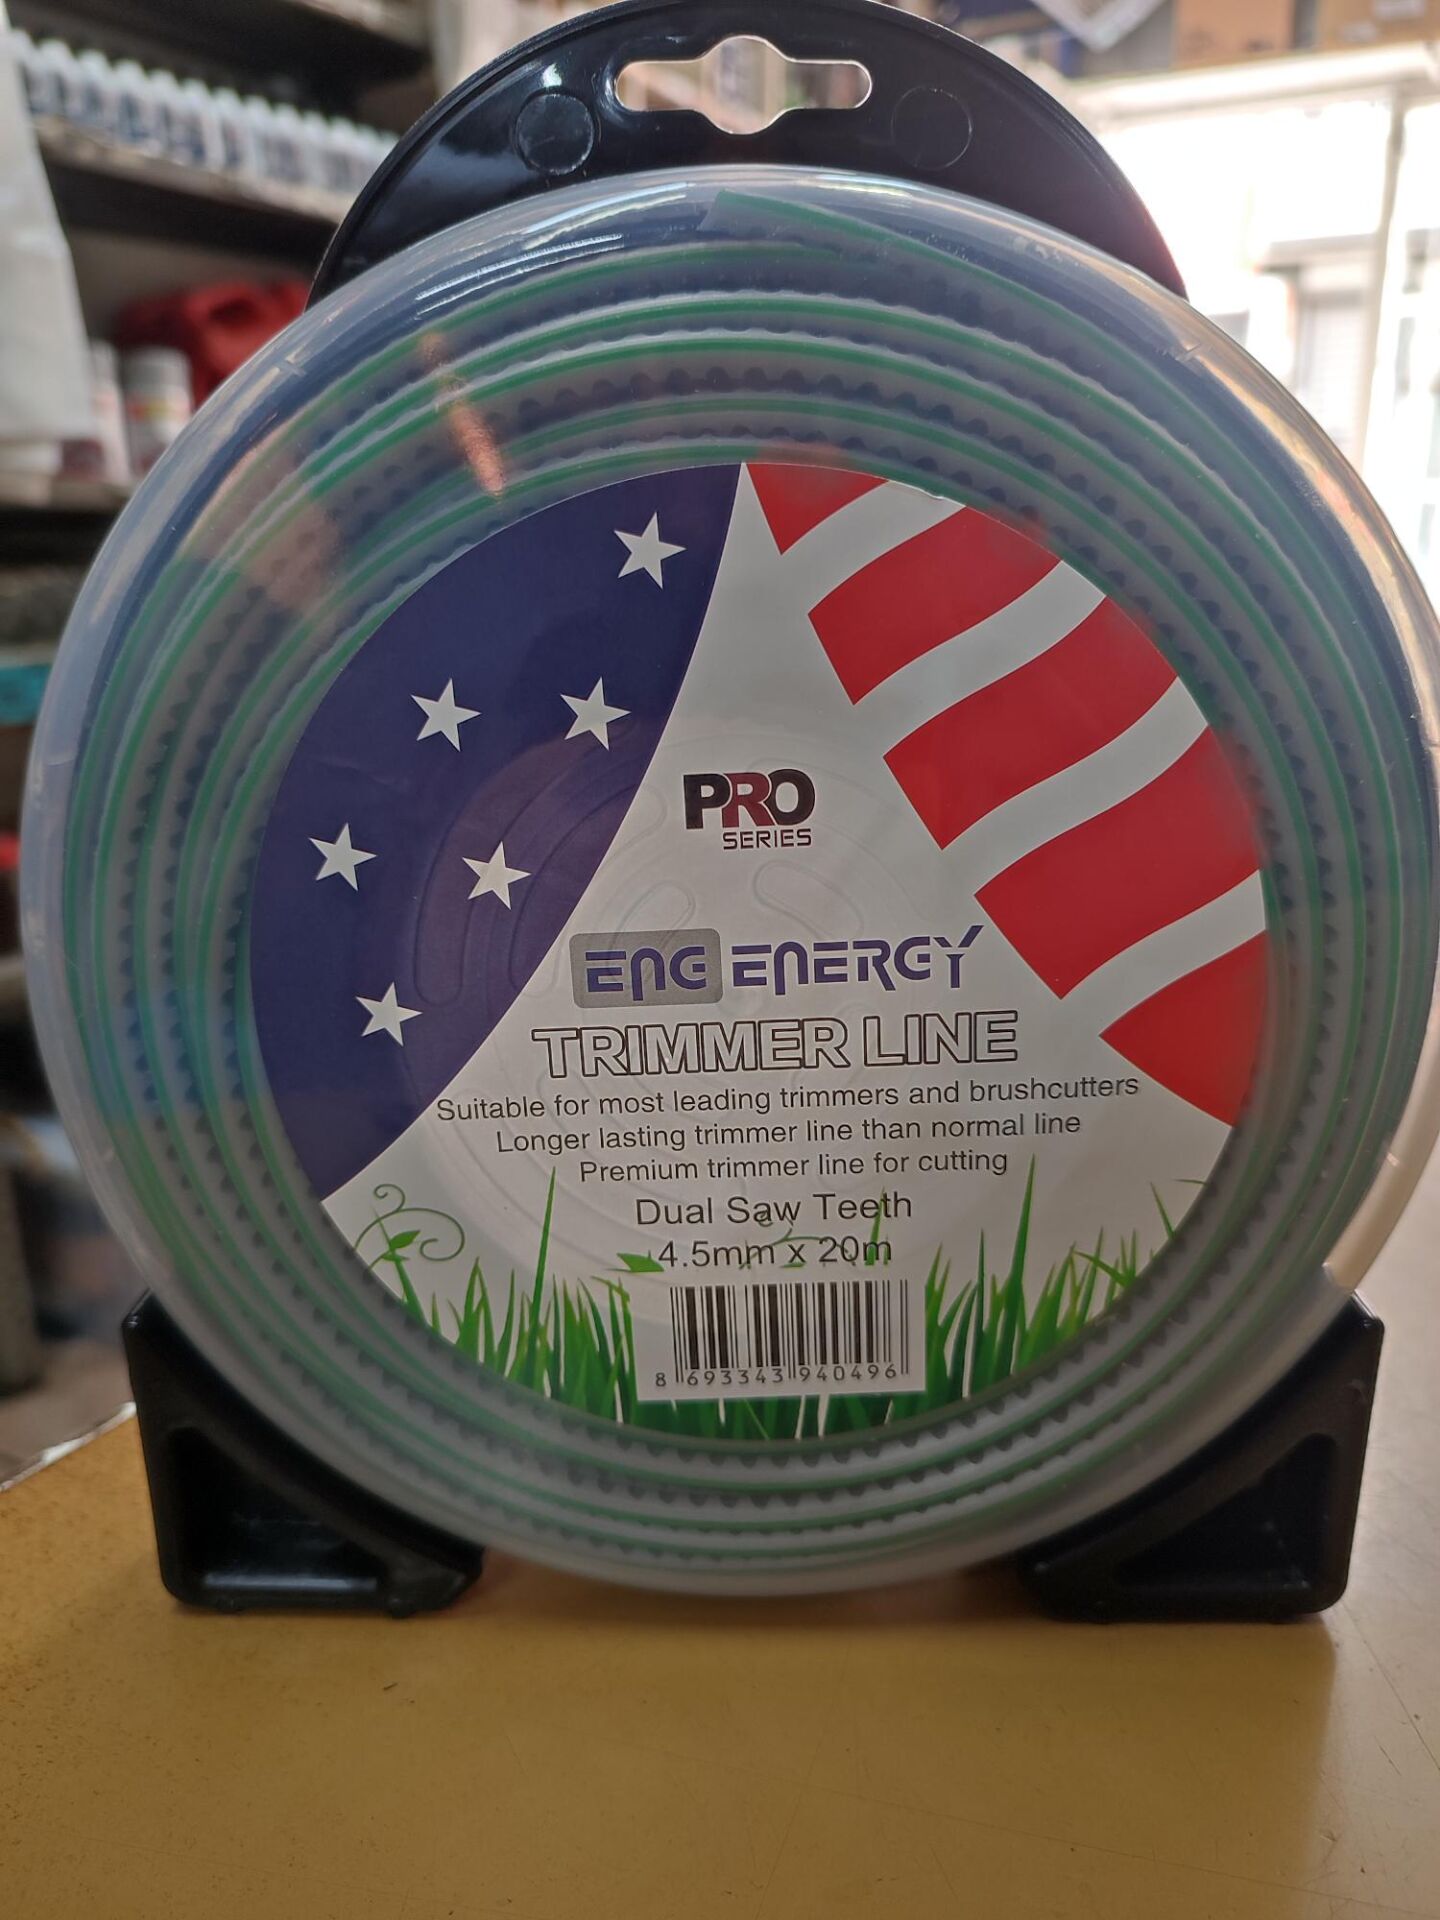 PRO
SERIES
ENG ENERGY
TRIMMER LINE
Suitable for most leading trimmers and brushcutters
Longer lasting trimmer line than normal line
Premium trimmer line for cutting
Dual Saw Teeth
4.5mm x 20m
8 693343 940496